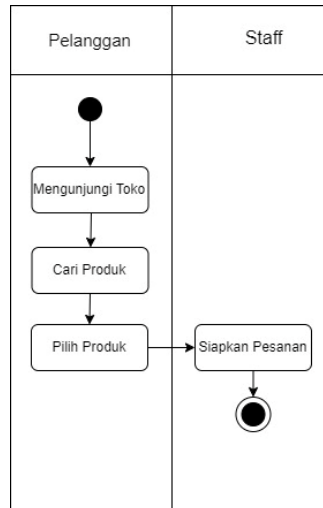 Pelanggan
Staff
Mengunjungi Toko
Cari Produk
Pilih Produk
Siapkan Pesanan